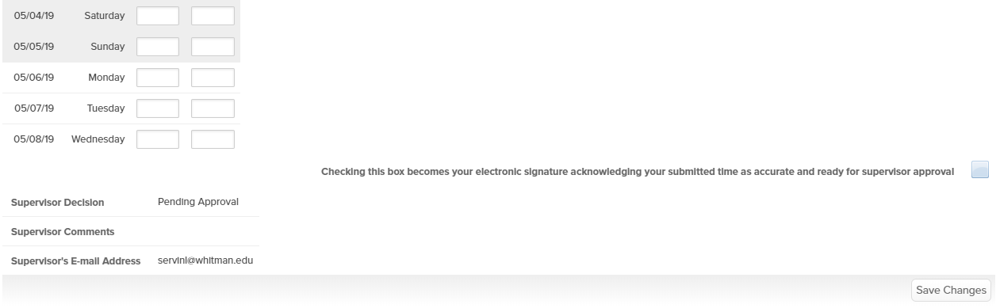 05/04/19 Saturday
05/05/19 Sunday
05/06/19 Monday
05/07/19 Tuesday
05/08/19 Wednesday
Checking this box becomes your electronic signature acknowledging your submitted time as accurate and ready for supervisor approval
Supervisor Decision Pending Approval
Supervisor Comments
Supervisor's E-mail Address servini@whitman.edu
Save Changes